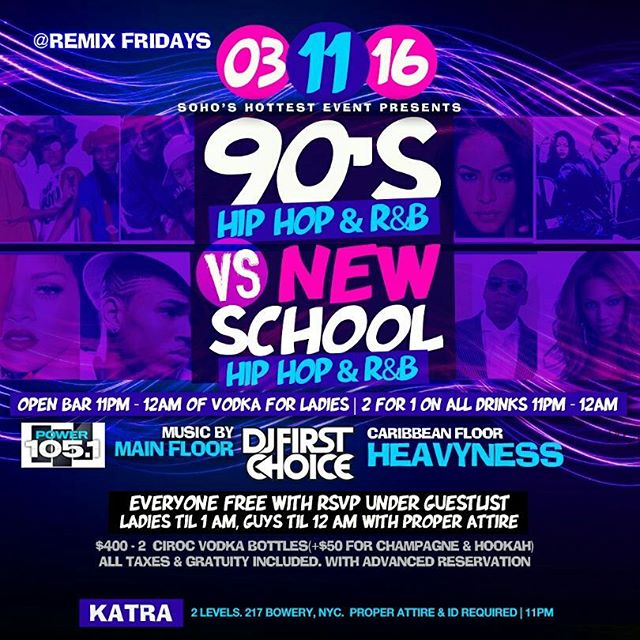 @REMIX FRIDAYS
03 11 16
SOHO'S HOTTEST EVENT PRESENTS
90'S
HIP HOP & R&B
VS NEW
SCHOOL
HIP HOP & R&B
OPEN BAR 11PM - 12AM OF VODKA FOR LADIES | 2 FOR 1 ON ALL DRINKS 11PM - 12AM
POWER
105.1
MUSIC BY
MAIN FLOOR
DJ FIRST
CHOICE
CARIBBEAN FLOOR
HEAVYNESS
EVERYONE FREE WITH RSVP UNDER GUESTLIST
LADIES TIL 1 AM, GUYS TIL 12 AM WITH PROPER ATTIRE
$400 - 2 CIROC VODKA BOTTLES(+$50 FOR CHAMPAGNE & HOOKAH)
ALL TAXES & GRATUITY INCLUDED. WITH ADVANCED RESERVATION
KATRA 2 LEVELS. 217 BOWERY, NYC. PROPER ATTIRE & ID REQUIRED | 11PM